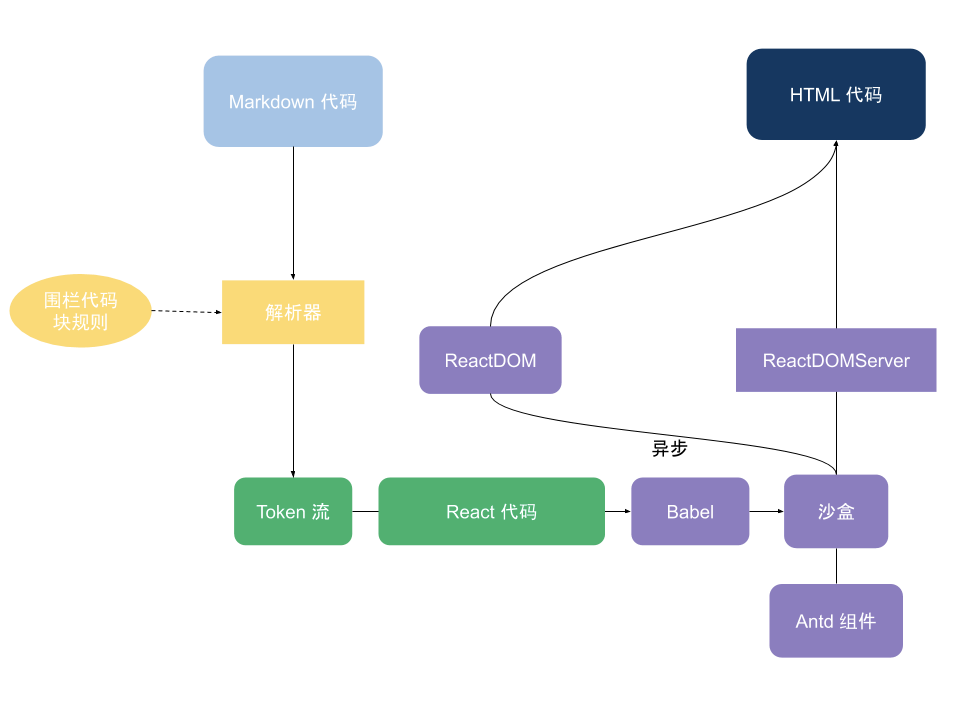 Markdown 代码
HTML 代码
围栏代码
块规则
解析器
ReactDOM
ReactDOMServer
异步
Token 流
React 代码
Babel
沙盒
Antd 组件